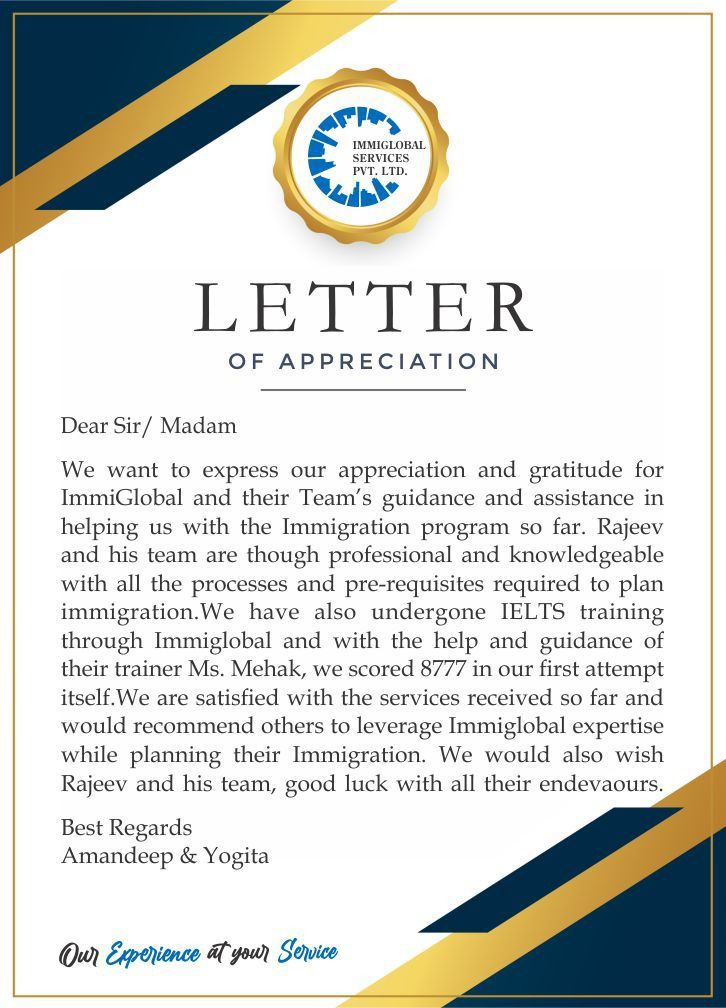 IMMIGLOBAL
SERVICES
PVT. LTD.
LETTER
OF APPRECIATION
Dear Sir/ Madam
We want to express our appreciation and gratitude for
ImmiGlobal and their Team’s guidance and assistance in
helping us with the Immigration program so far. Rajeev
and his team are though professional and knowledgeable
with all the processes and pre-requisites required to plan
immigration.We have also undergone IELTS training
through Immiglobal and with the help and guidance of
their trainer Ms. Mehak, we scored 8777 in our first attempt
itself.We are satisfied with the services received so far and
would recommend others to leverage Immiglobal expertise
while planning their Immigration. We would also wish
Rajeev and his team, good luck with all their endevaours.
Best Regards
Amandeep & Yogita
Our Experience at your Service